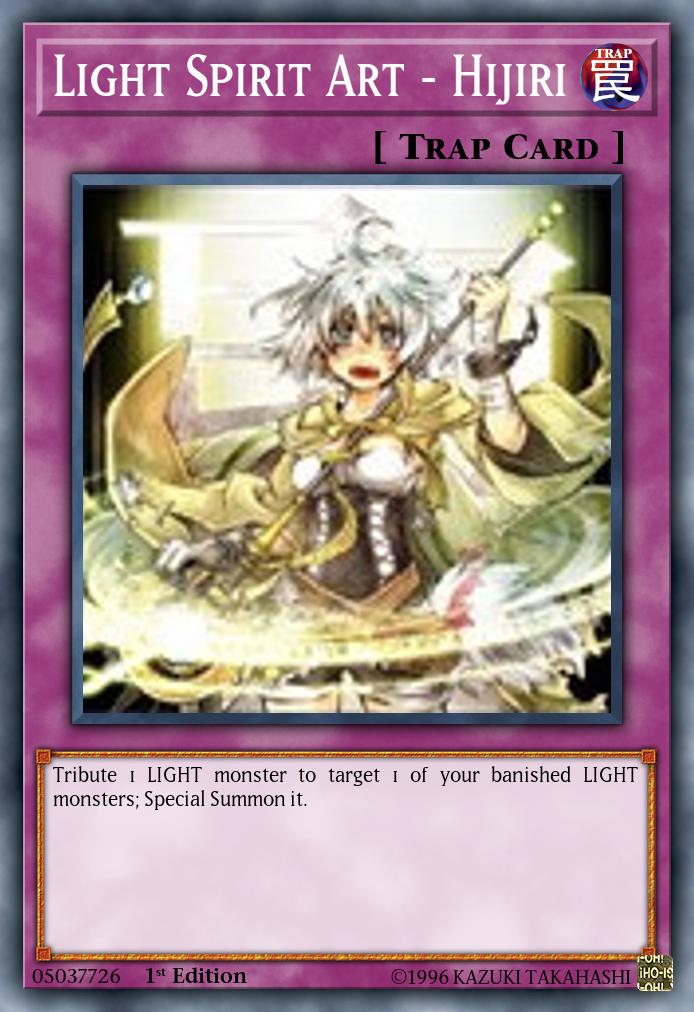 Light Spirit Art - Hijiri
TRAP
罠
[ Trap Card ]
Tribute 1 LIGHT monster to target 1 of your banished LIGHT
monsters; Special Summon it.
05037726 1st Edition ©1996 KAZUKI TAKAHASHI